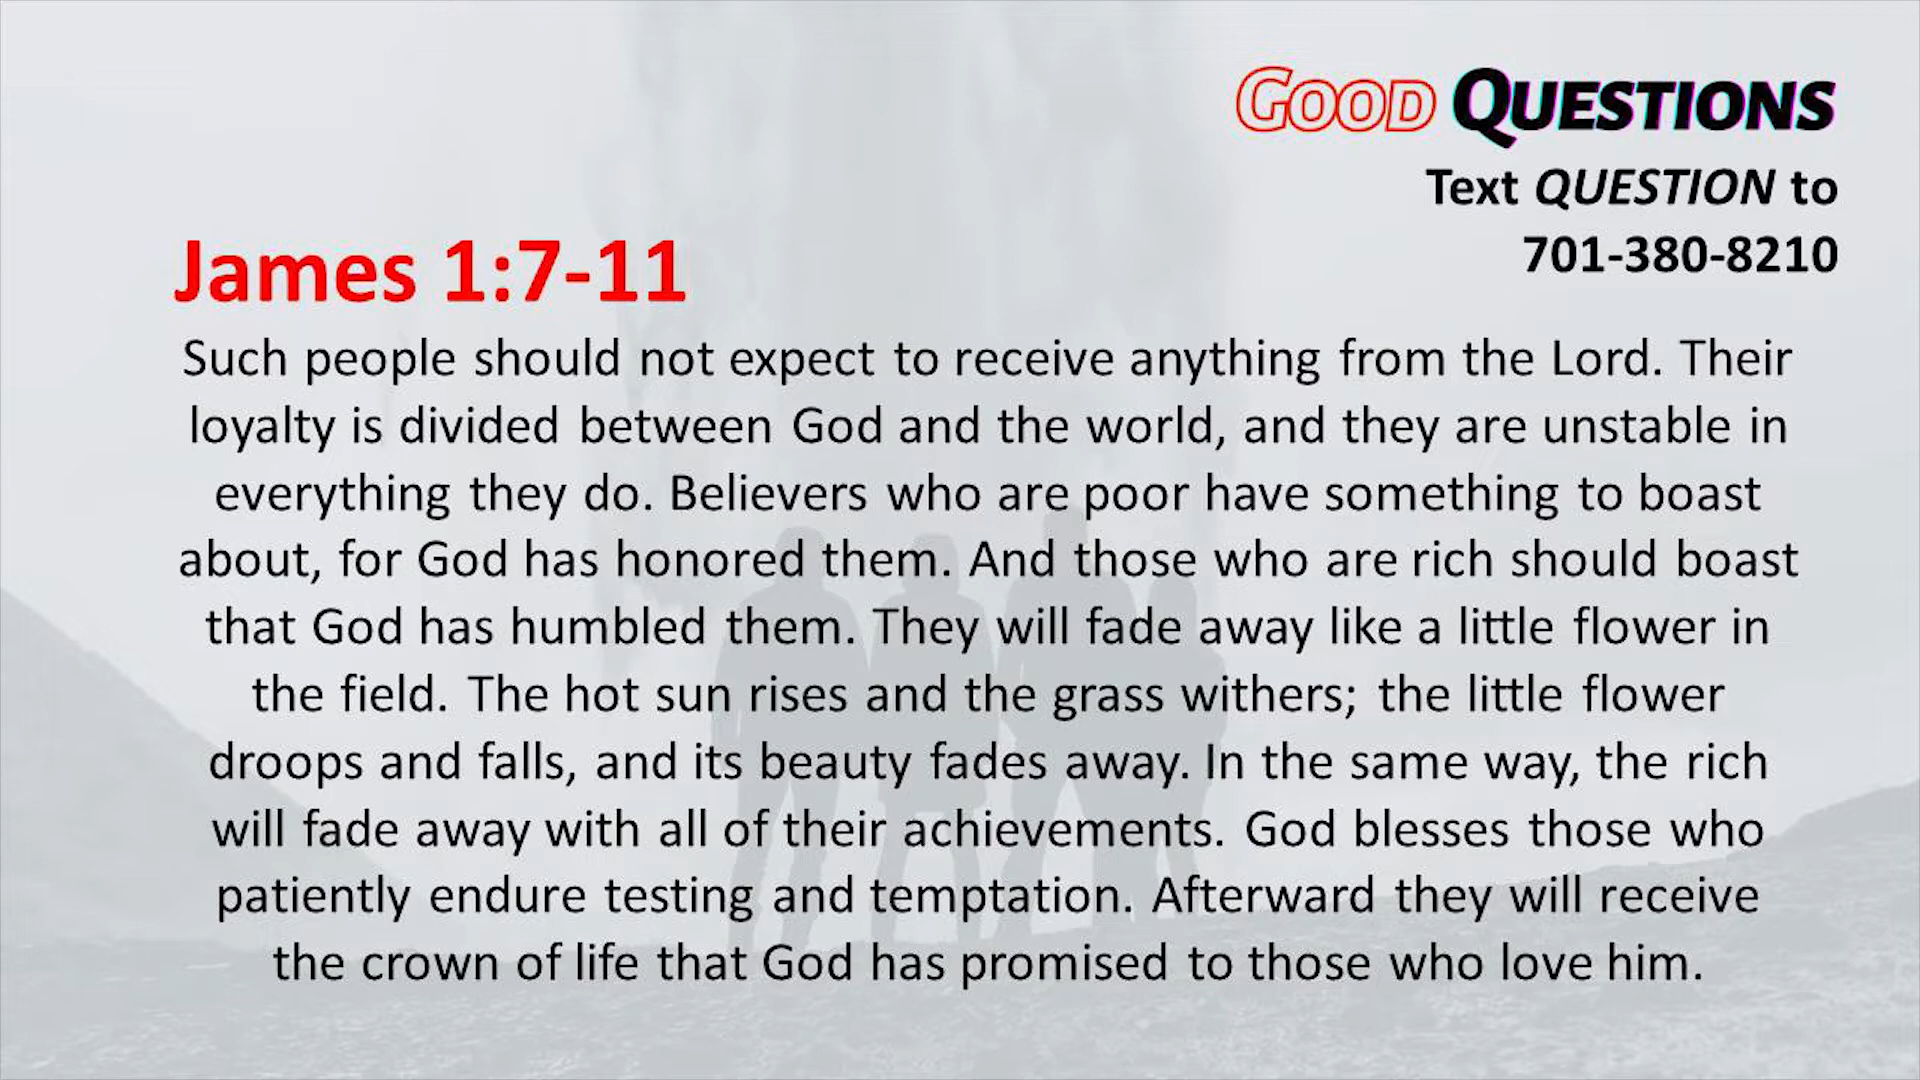 GOOD QUESTIONS
Text QUESTION to
701-380-8210
James 1:7-11
Such people should not expect to receive anything from the Lord. Their
loyalty is divided between God and the world, and they are unstable in
everything they do. Believers who are poor have something to boast
about, for God has honored them. And those who are rich should boast
that God has humbled them. They will fade away like a little flower in
the field. The hot sun rises and the grass withers; the little flower
droops and falls, and its beauty fades away. In the same way, the rich
will fade away with all of their achievements. God blesses those who
patiently endure testing and temptation. Afterward they will receive
the crown of life that God has promised to those who love him.